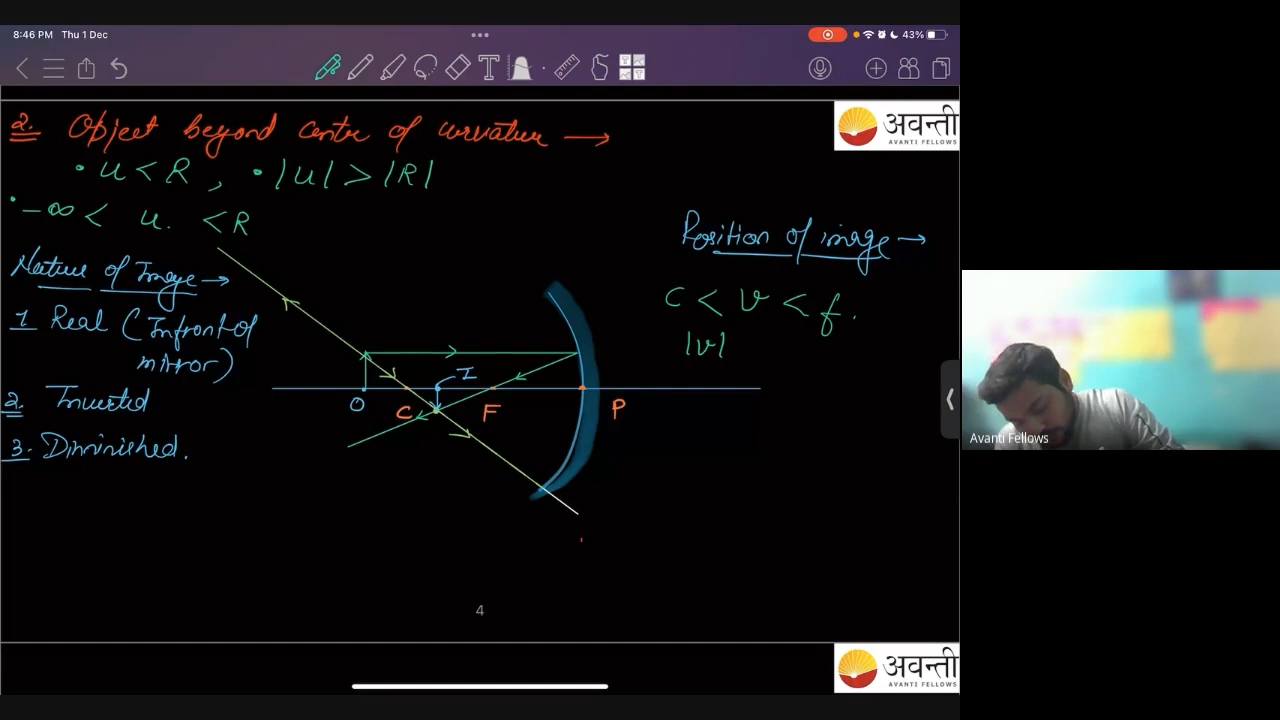 8:46 PM Thu 1 Dec
43%
अवन्ती
AVANTI FELLOWS
2. Object beyond centre of curvature →
• u < R, • |u| > |R|
• -∞ < u. < R
Position of image →
Nature of Image →
C < v < f.
1 Real (Infront of
mirror)
|v|
I
O C F P
2. Inverted
3. Diminished.
Avanti Fellows
4
अवन्ती
AVANTI FELLOWS